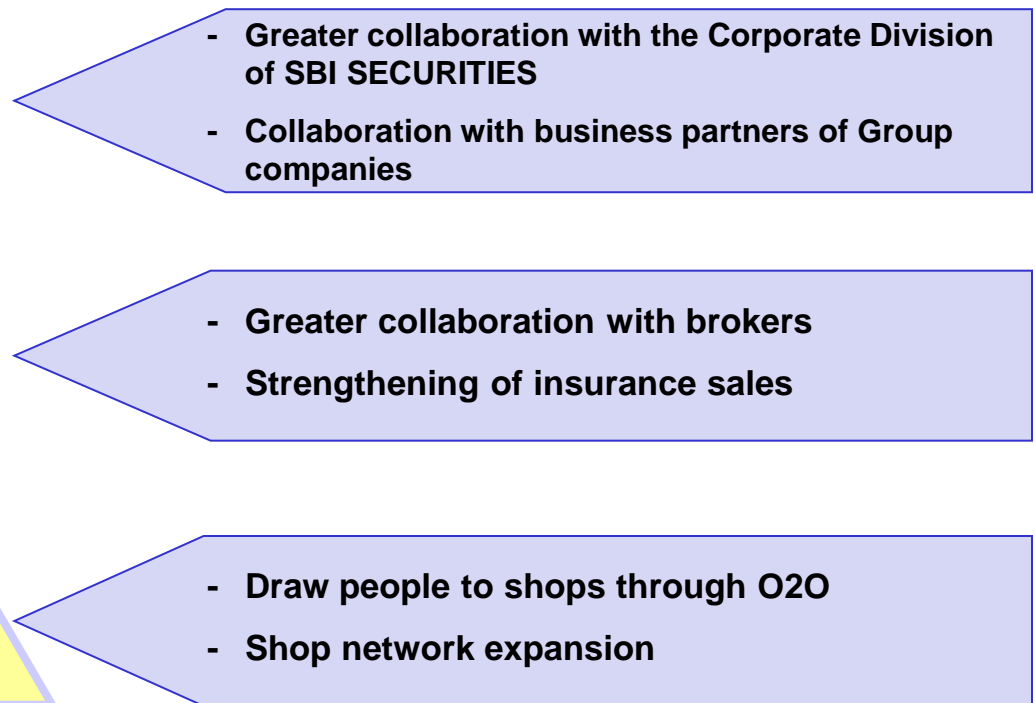 - Greater collaboration with the Corporate Division
of SBI SECURITIES
- Collaboration with business partners of Group
companies
- Greater collaboration with brokers
- Strengthening of insurance sales
- Draw people to shops through O2O
- Shop network expansion